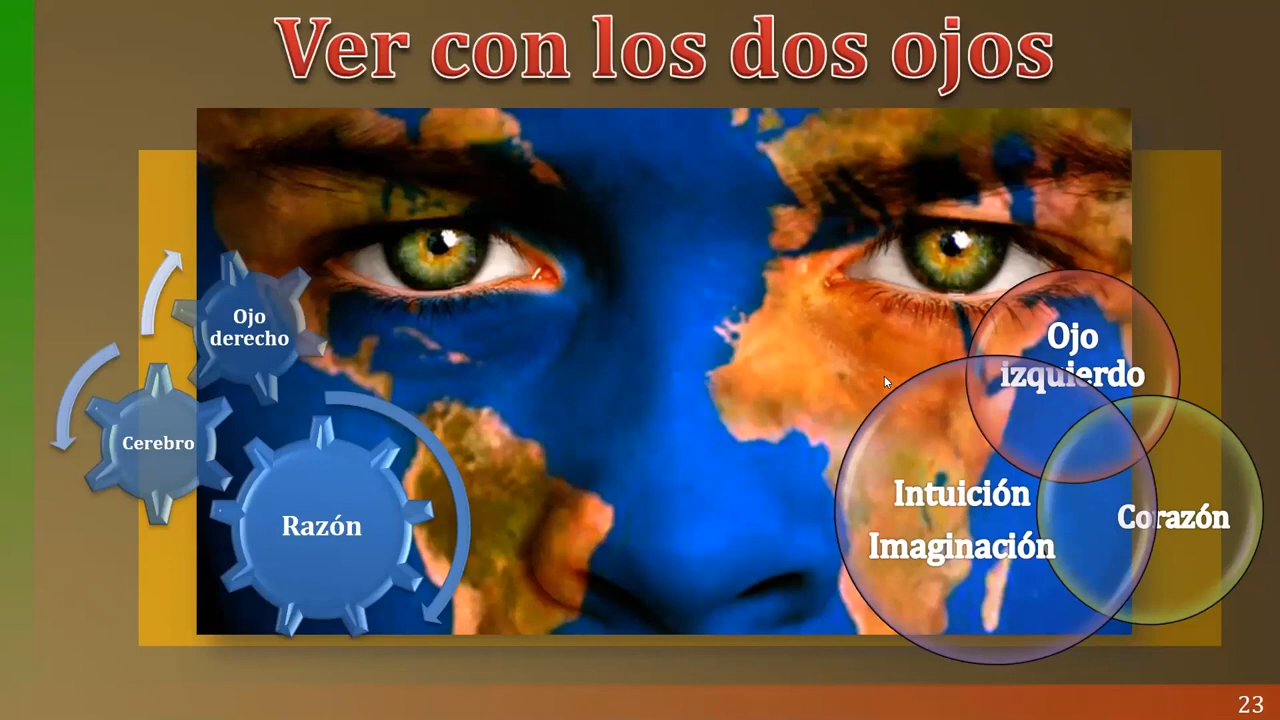 Ver con los dos ojos
Ojo
derecho
Cerebro
Razón
Ojo
izquierdo
Intuición
Imaginación
Corazón
23